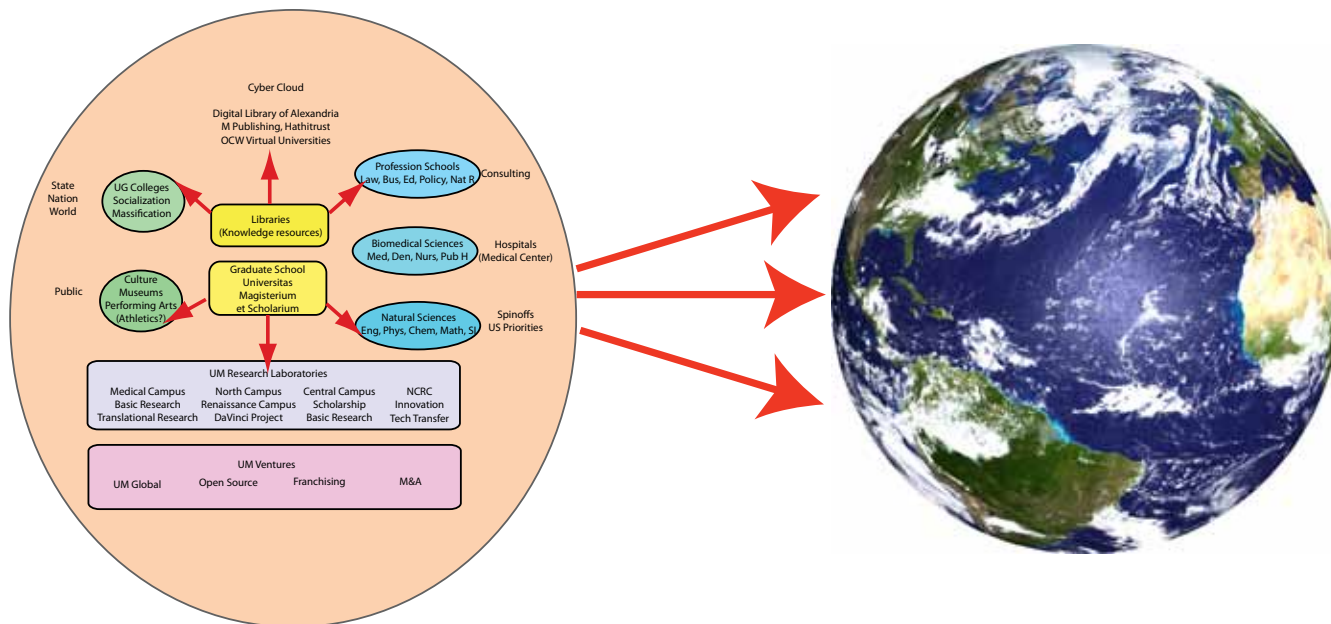 Cyber Cloud
Digital Library of Alexandria
M Publishing, Hathitrust
OCW Virtual Universities
State
Nation
World
UG Colleges
Socialization
Massification
Libraries
(Knowledge resources)
Profession Schools
Law, Bus, Ed, Policy, Nat R
Consulting
Biomedical Sciences
Med, Den, Nurs, Pub H
Hospitals
(Medical Center)
Public
Culture
Museums
Performing Arts
(Athletics?)
Graduate School
Universitas
Magisterium
et Scholarium
Natural Sciences
Eng, Phys, Chem, Math, SI
Spinoffs
US Priorities
UM Research Laboratories
Medical Campus
Basic Research
Translational Research
North Campus
Renaissance Campus
DaVinci Project
Central Campus
Scholarship
Basic Research
NCRC
Innovation
Tech Transfer
UM Ventures
UM Global
Open Source
Franchising
M&A